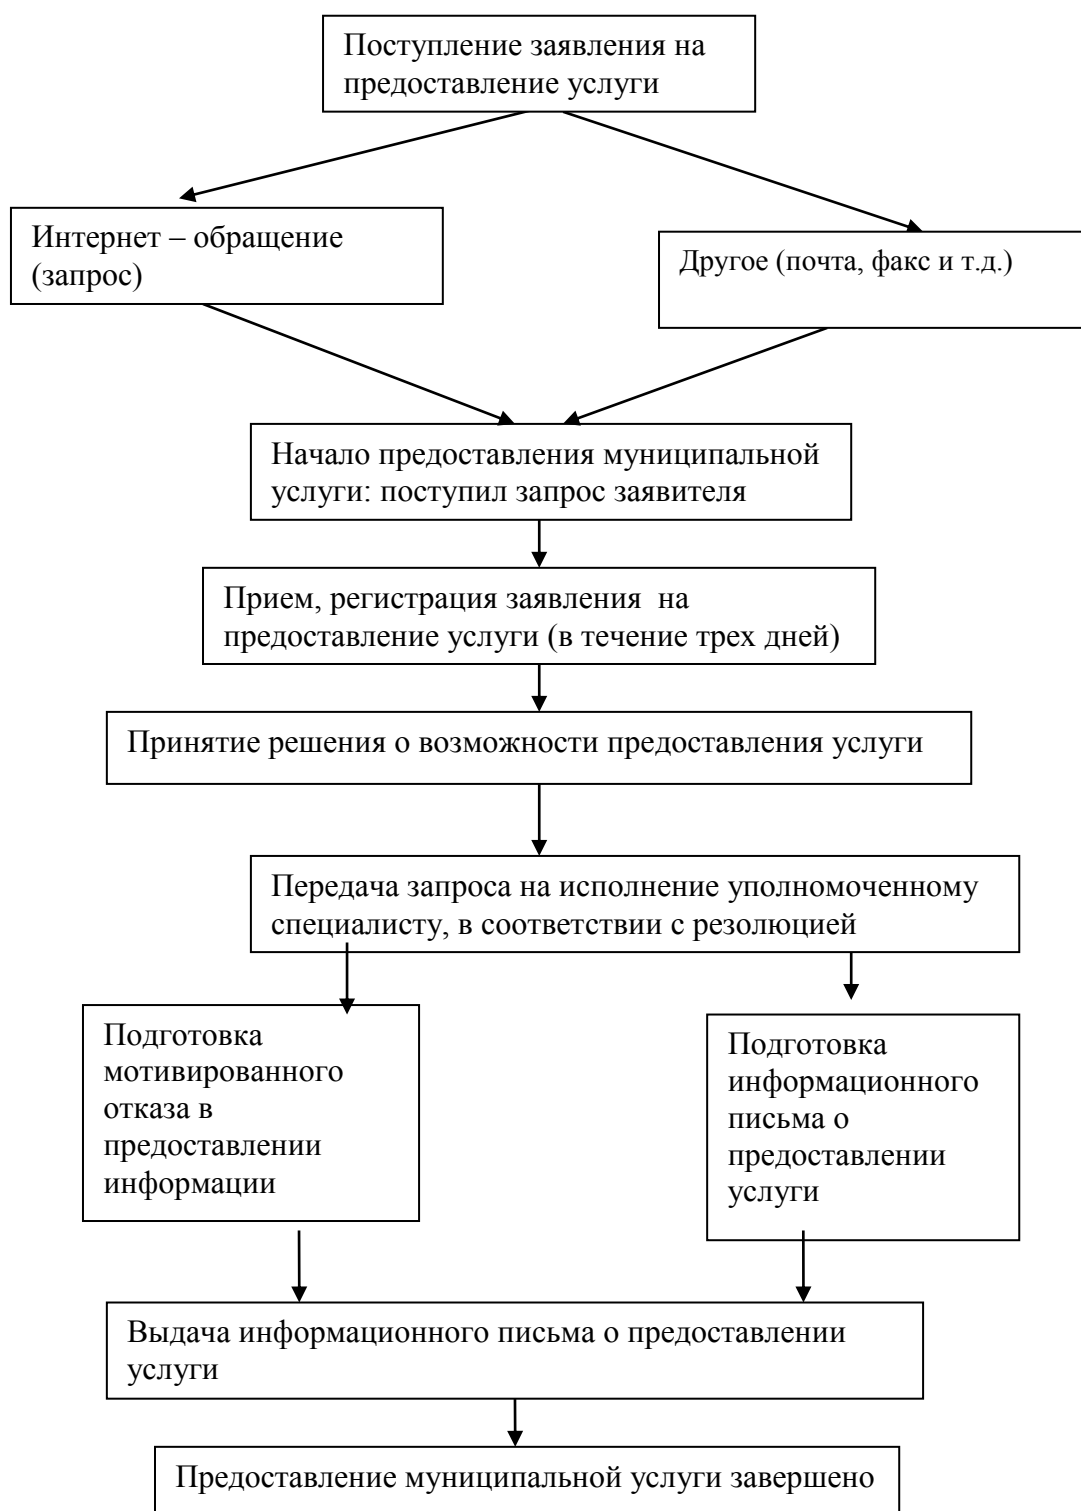 Поступление заявления на
предоставление услуги
Интернет – обращение
(запрос)
Другое (почта, факс и т.д.)
Начало предоставления муниципальной
услуги: поступил запрос заявителя
Прием, регистрация заявления  на
предоставление услуги (в течение трех дней)
Принятие решения о возможности предоставления услуги
Передача запроса на исполнение уполномоченному
специалисту, в соответствии с резолюцией
Подготовка
мотивированного
отказа в
предоставлении
информации
Подготовка
информационного
письма о
предоставлении
услуги
Выдача информационного письма о предоставлении
услуги
Предоставление муниципальной услуги завершено